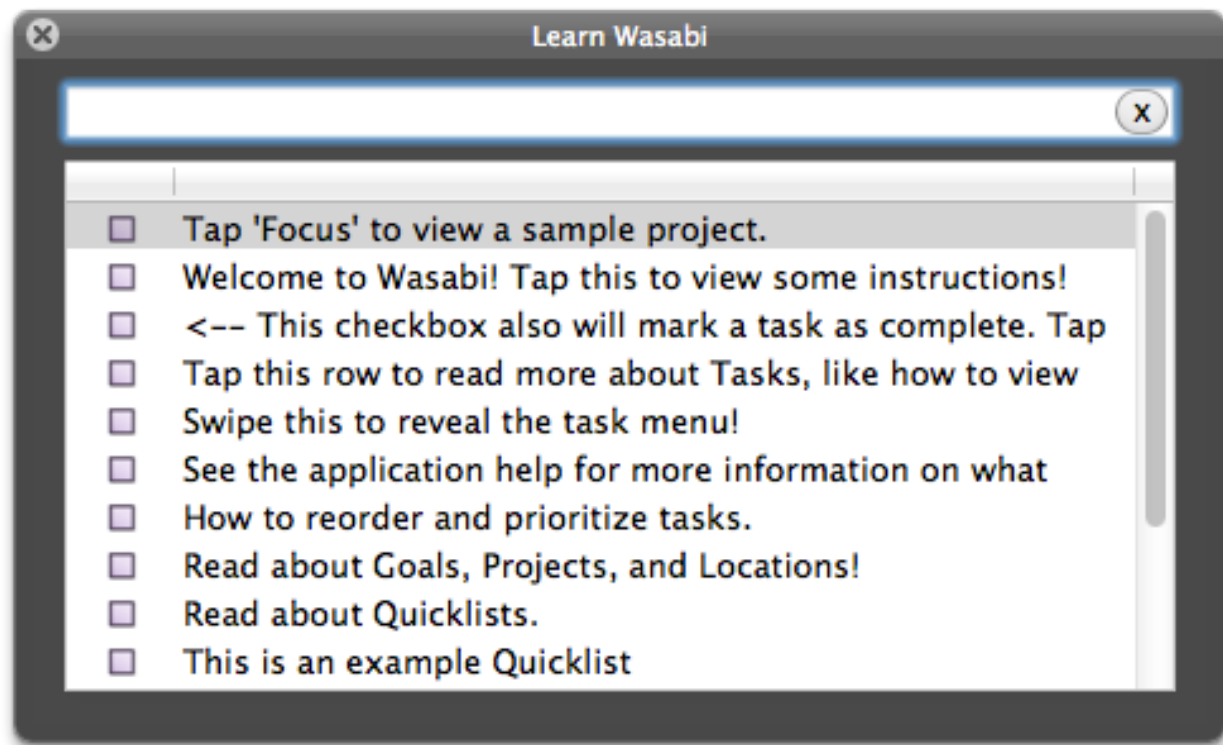 Learn Wasabi
x
Tap 'Focus' to view a sample project.
Welcome to Wasabi! Tap this to view some instructions!
<-- This checkbox also will mark a task as complete. Tap
Tap this row to read more about Tasks, like how to view
Swipe this to reveal the task menu!
See the application help for more information on what
How to reorder and prioritize tasks.
Read about Goals, Projects, and Locations!
Read about Quicklists.
This is an example Quicklist